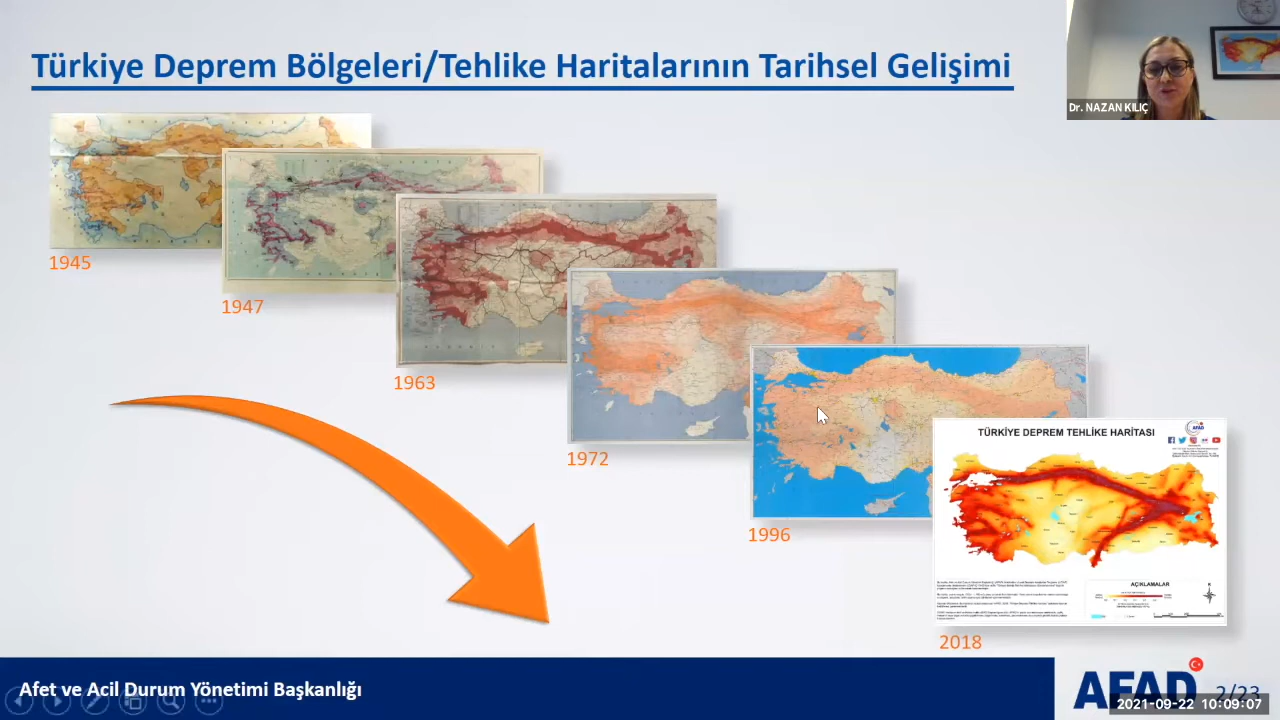 Türkiye Deprem Bölgeleri/Tehlike Haritalarının Tarihsel Gelişimi
Dr. NAZAN KILIÇ
1945
1947
1963
1972
1996
TÜRKİYE DEPREM TEHLİKE HARİTASI
AFAD
AÇIKLAMALAR
2018
Afet ve Acil Durum Yönetimi Başkanlığı
AFAD
2/23
2021-09-22 10:09:07